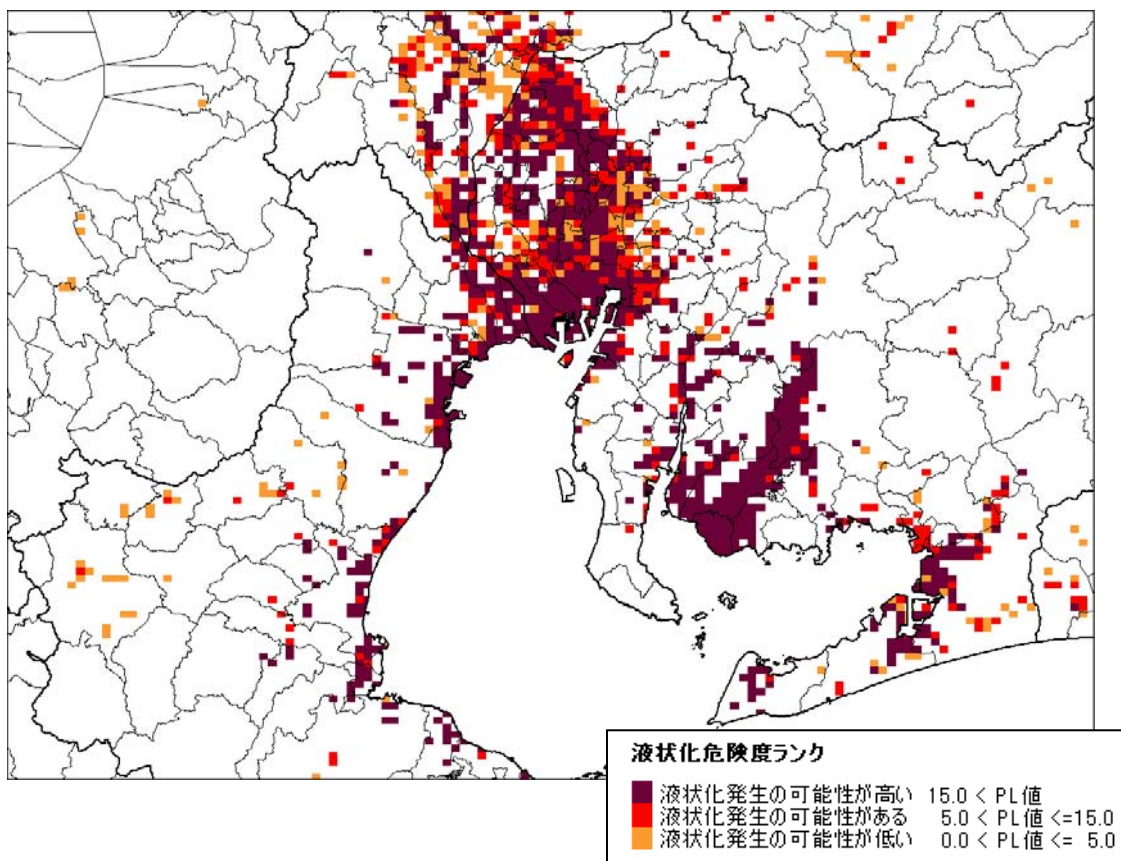 液状化危険度ランク
液状化発生の可能性が高い 15.0 < PL値
液状化発生の可能性がある 5.0 < PL値 <=15.0
液状化発生の可能性が低い 0.0 < PL値 <= 5.0